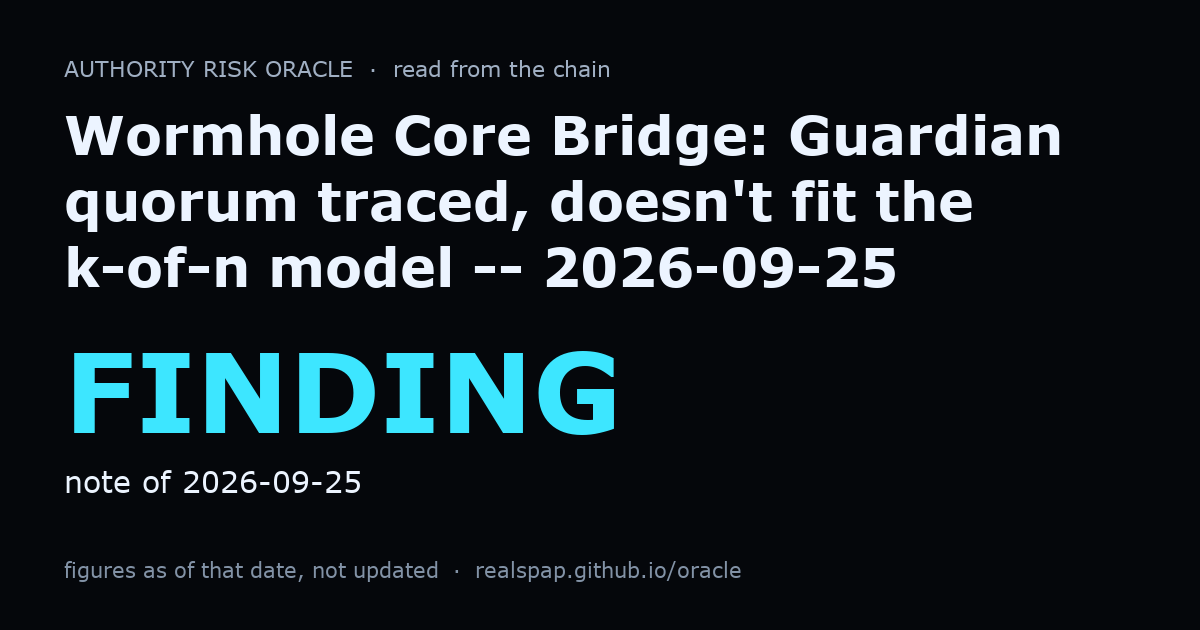 AUTHORITY RISK ORACLE · read from the chain
Wormhole Core Bridge: Guardian
quorum traced, doesn't fit the
k-of-n model -- 2026-09-25
FINDING
note of 2026-09-25
figures as of that date, not updated · realspap.github.io/oracle